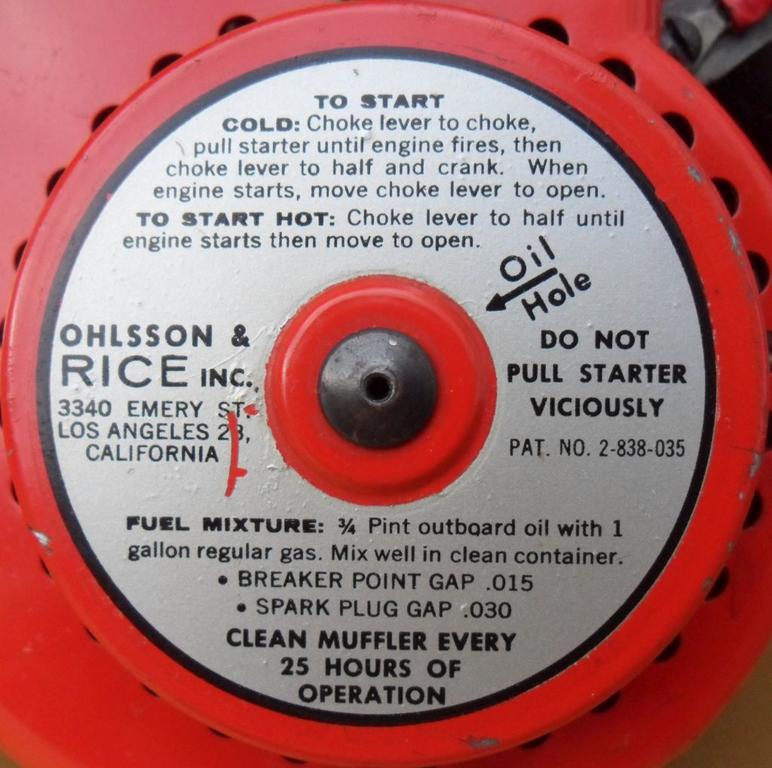 TO START
COLD: Choke lever to choke,
pull starter until engine fires, then
choke lever to half and crank. When
engine starts, move choke lever to open.
TO START HOT: Choke lever to half until
engine starts then move to open.
Oil
Hole
OHLSSON &
RICE INC.,
3340 EMERY ST.
LOS ANGELES 23,
CALIFORNIA
DO NOT
PULL STARTER
VICIOUSLY
PAT. NO. 2-838-035
FUEL MIXTURE: ¾ Pint outboard oil with 1
gallon regular gas. Mix well in clean container.
• BREAKER POINT GAP .015
• SPARK PLUG GAP .030
CLEAN MUFFLER EVERY
25 HOURS OF
OPERATION